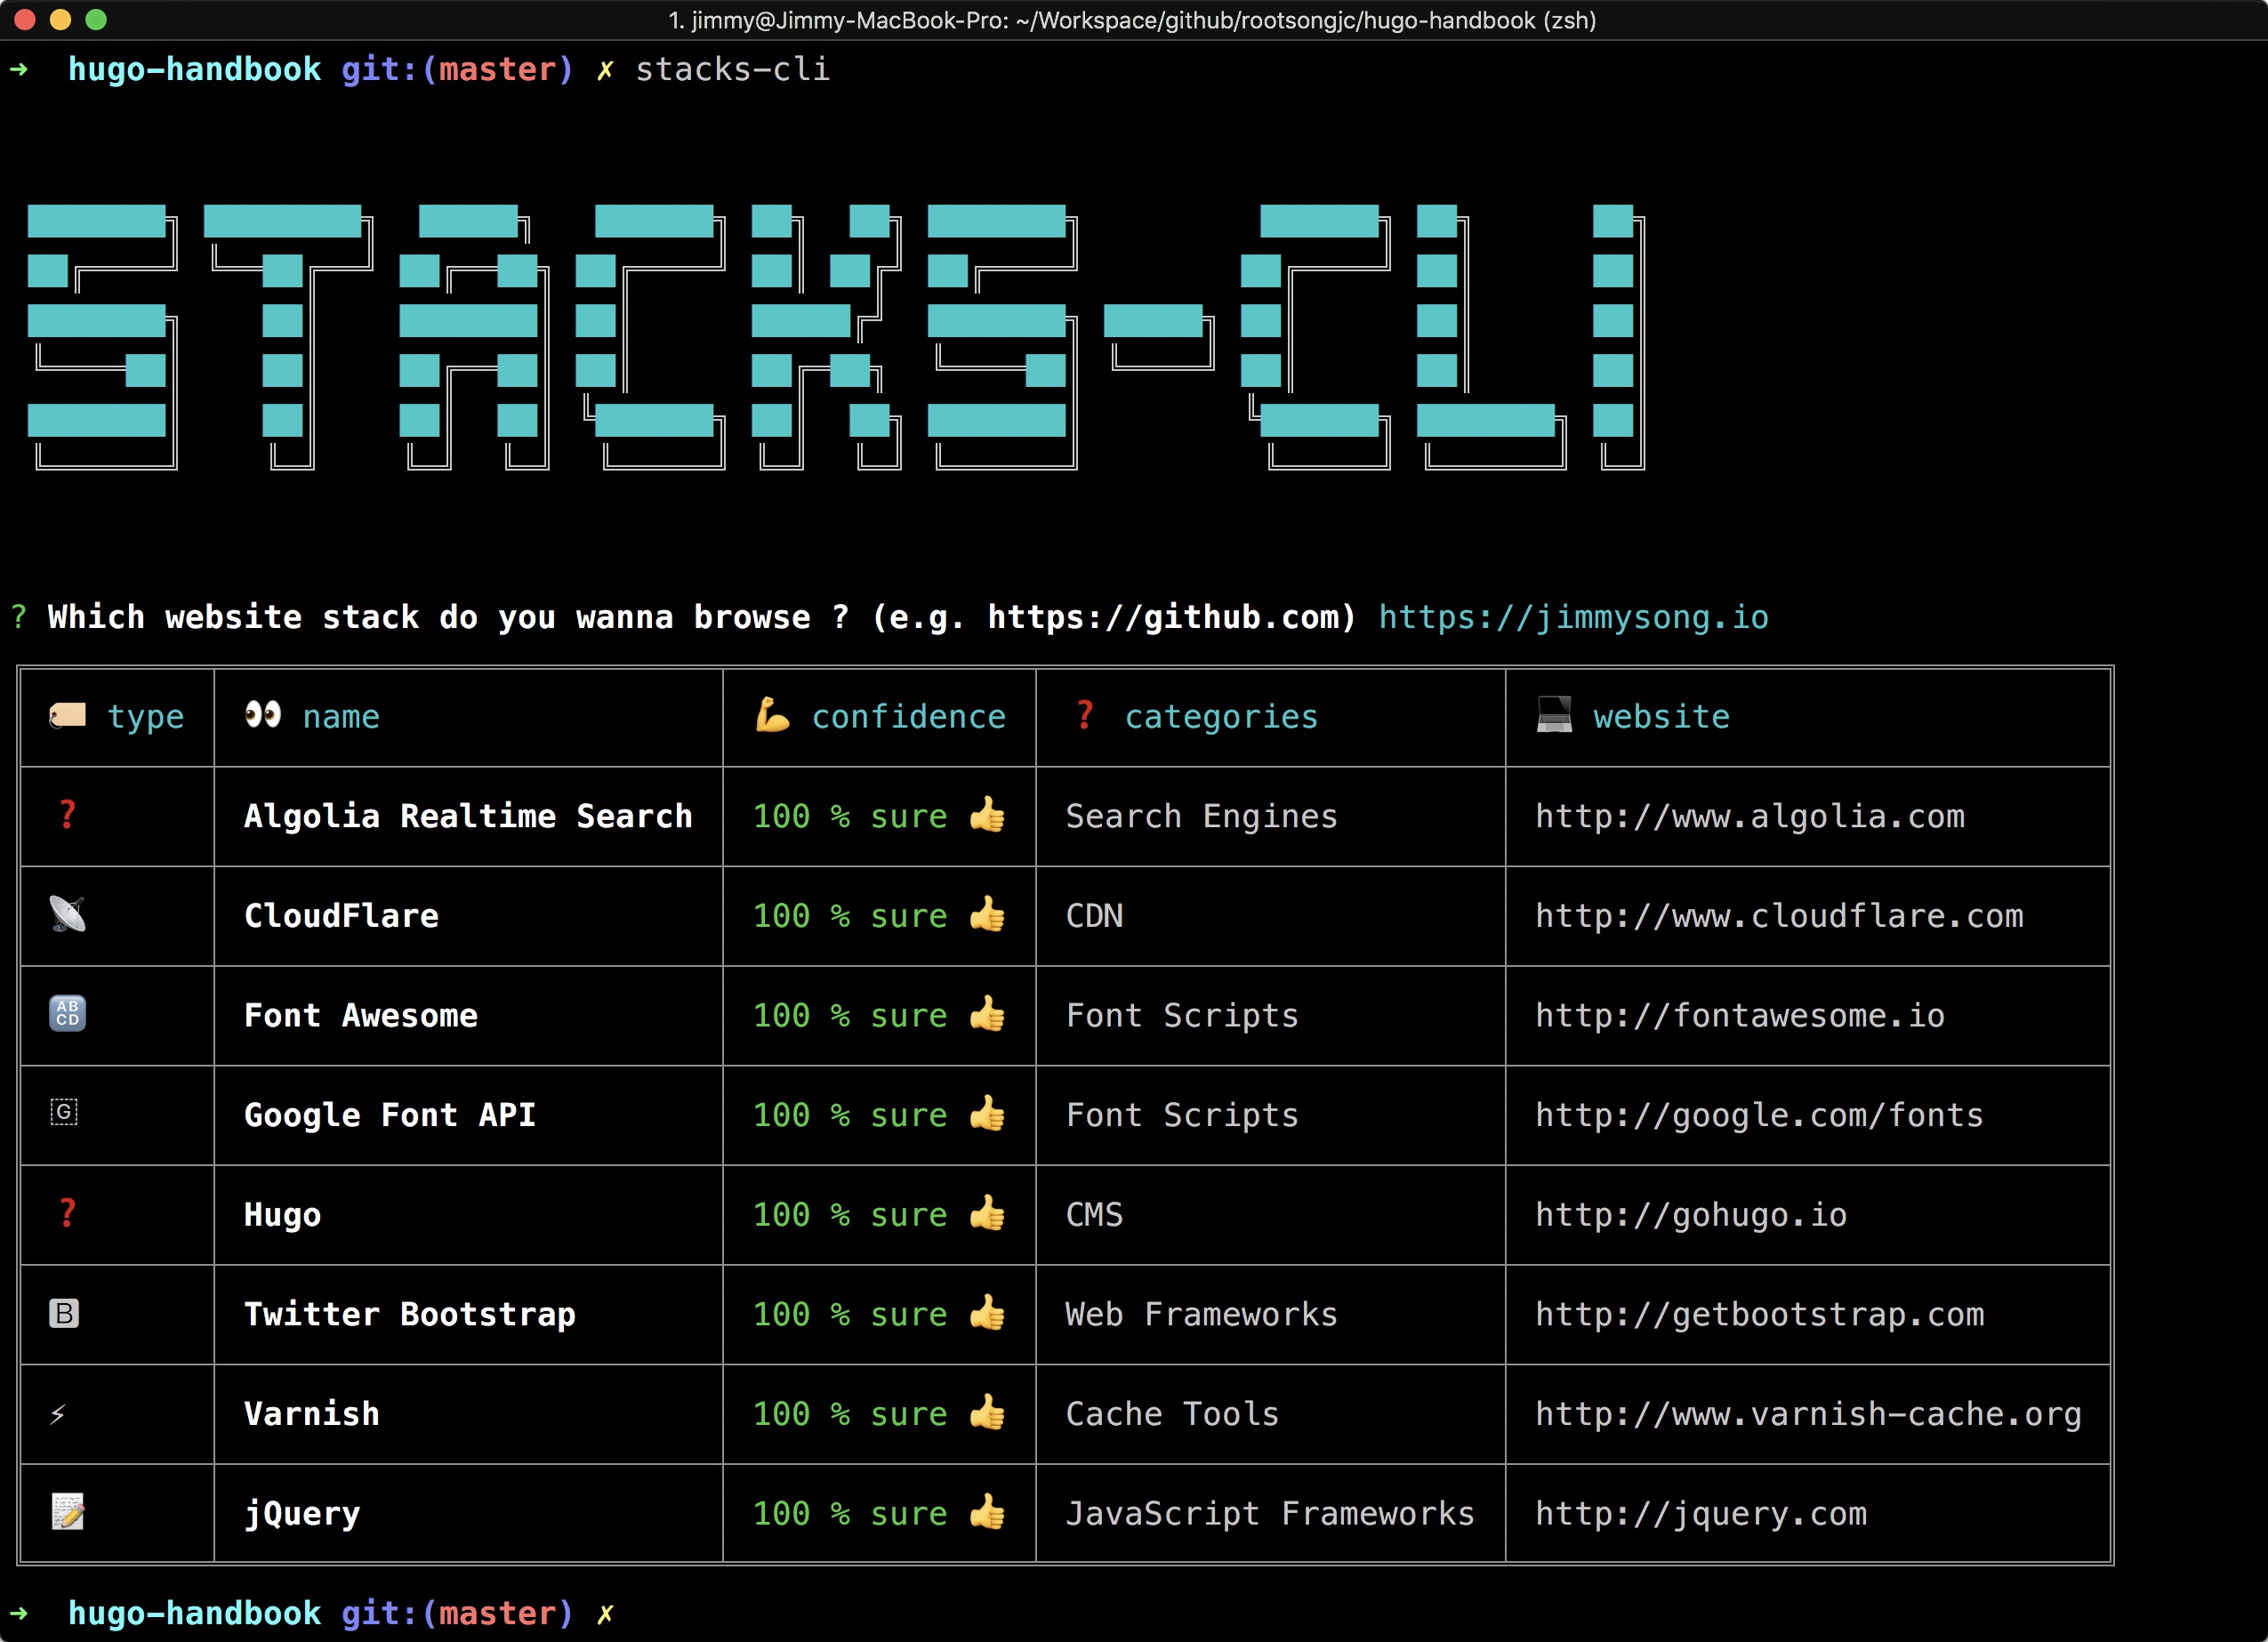 1. jimmy@Jimmy-MacBook-Pro: ~/Workspace/github/rootsongjc/hugo-handbook (zsh)
➜  hugo-handbook git:(master) ✗ stacks-cli
STACKS-CLI
? Which website stack do you wanna browse ? (e.g. https://github.com) https://jimmysong.io
🏷 type 👀 name 💪 confidence ❓ categories 💻 website
❓ Algolia Realtime Search 100 % sure 👍 Search Engines http://www.algolia.com
📡 CloudFlare 100 % sure 👍 CDN http://www.cloudflare.com
🔠 Font Awesome 100 % sure 👍 Font Scripts http://fontawesome.io
🇬 Google Font API 100 % sure 👍 Font Scripts http://google.com/fonts
❓ Hugo 100 % sure 👍 CMS http://gohugo.io
🅱 Twitter Bootstrap 100 % sure 👍 Web Frameworks http://getbootstrap.com
⚡ Varnish 100 % sure 👍 Cache Tools http://www.varnish-cache.org
📝 jQuery 100 % sure 👍 JavaScript Frameworks http://jquery.com
➜  hugo-handbook git:(master) ✗